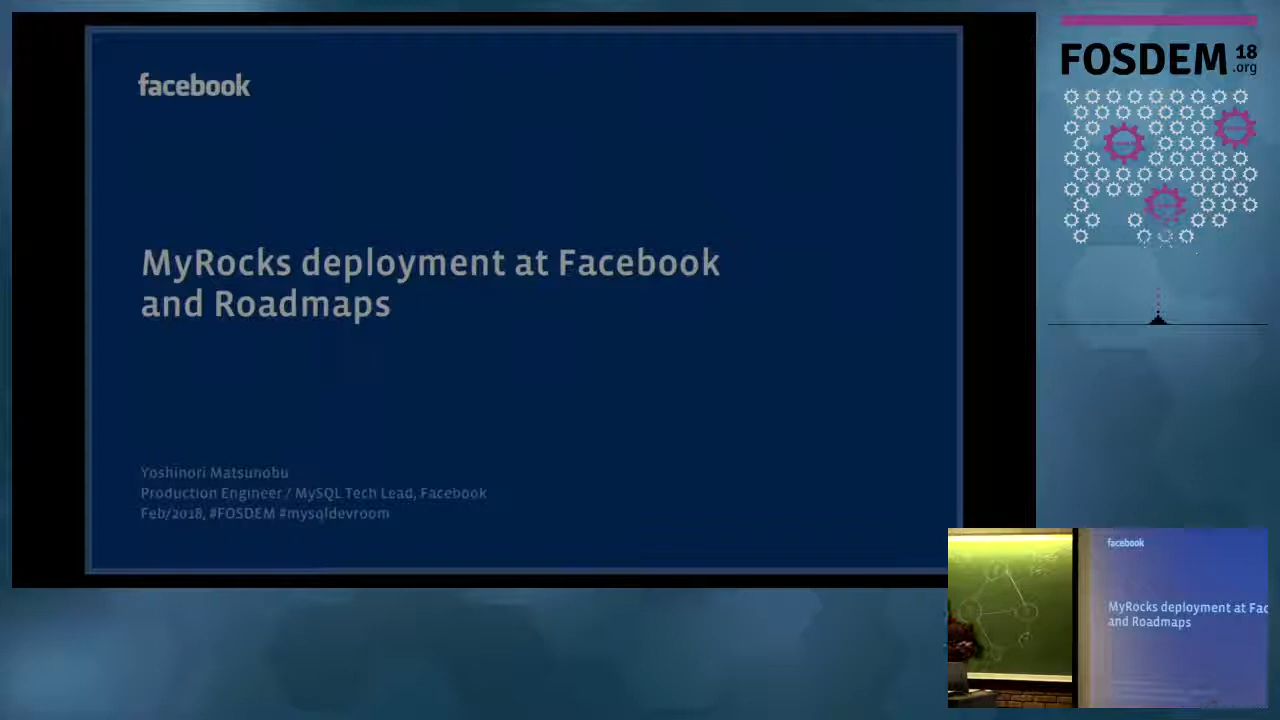 facebook
MyRocks deployment at Facebook
and Roadmaps
Yoshinori Matsunobu
Production Engineer / MySQL Tech Lead, Facebook
Feb/2018, #FOSDEM #mysqldevroom
FOSDEM 18
.org
facebook
MyRocks deployment at Fac
and Roadmaps